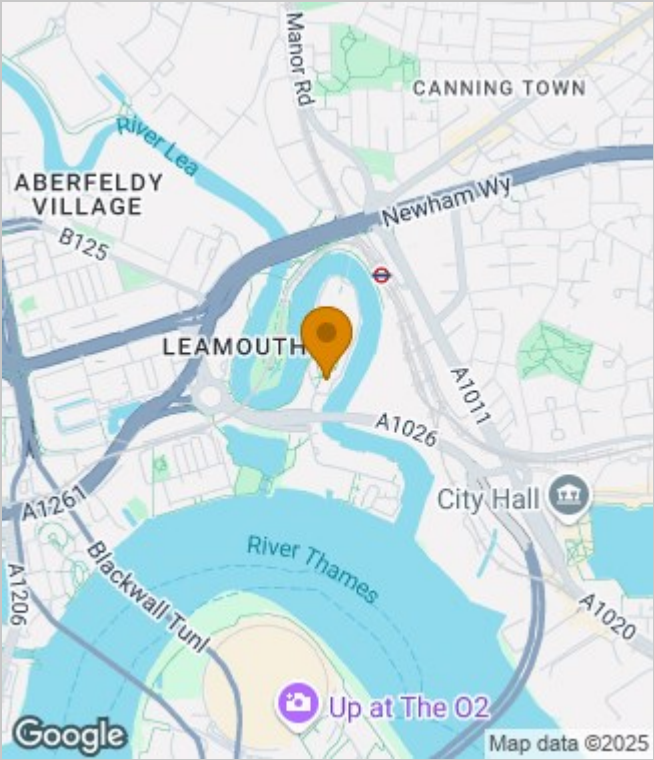 Manor Rd
CANNING TOWN
River Lea
ABERFELDY
VILLAGE
Newham Wy
B125
LEAMOUTH
A1011
A1026
City Hall
A1261
River Thames
Blackwall Tunl
A1206
A1020
Up at The O2
Google
Map data ©2025